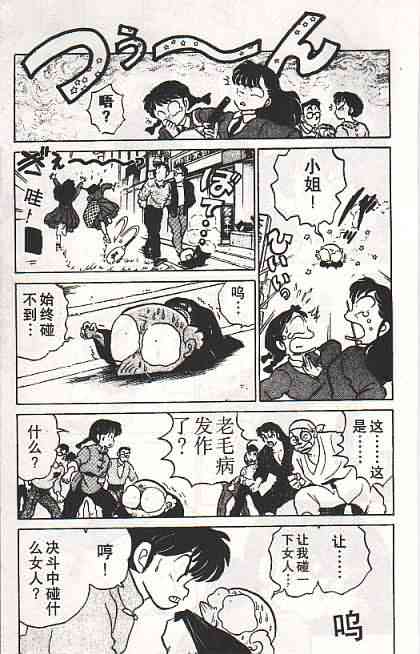 つぅ〜ん
唔？
小
姐！
ぼて…
哇！
呜…
始终碰
不到…
这……这
是……
老毛病
发作
了？
什么？
让……
让我碰一
下女人…
呜
哼！
决斗中碰什
么女人？